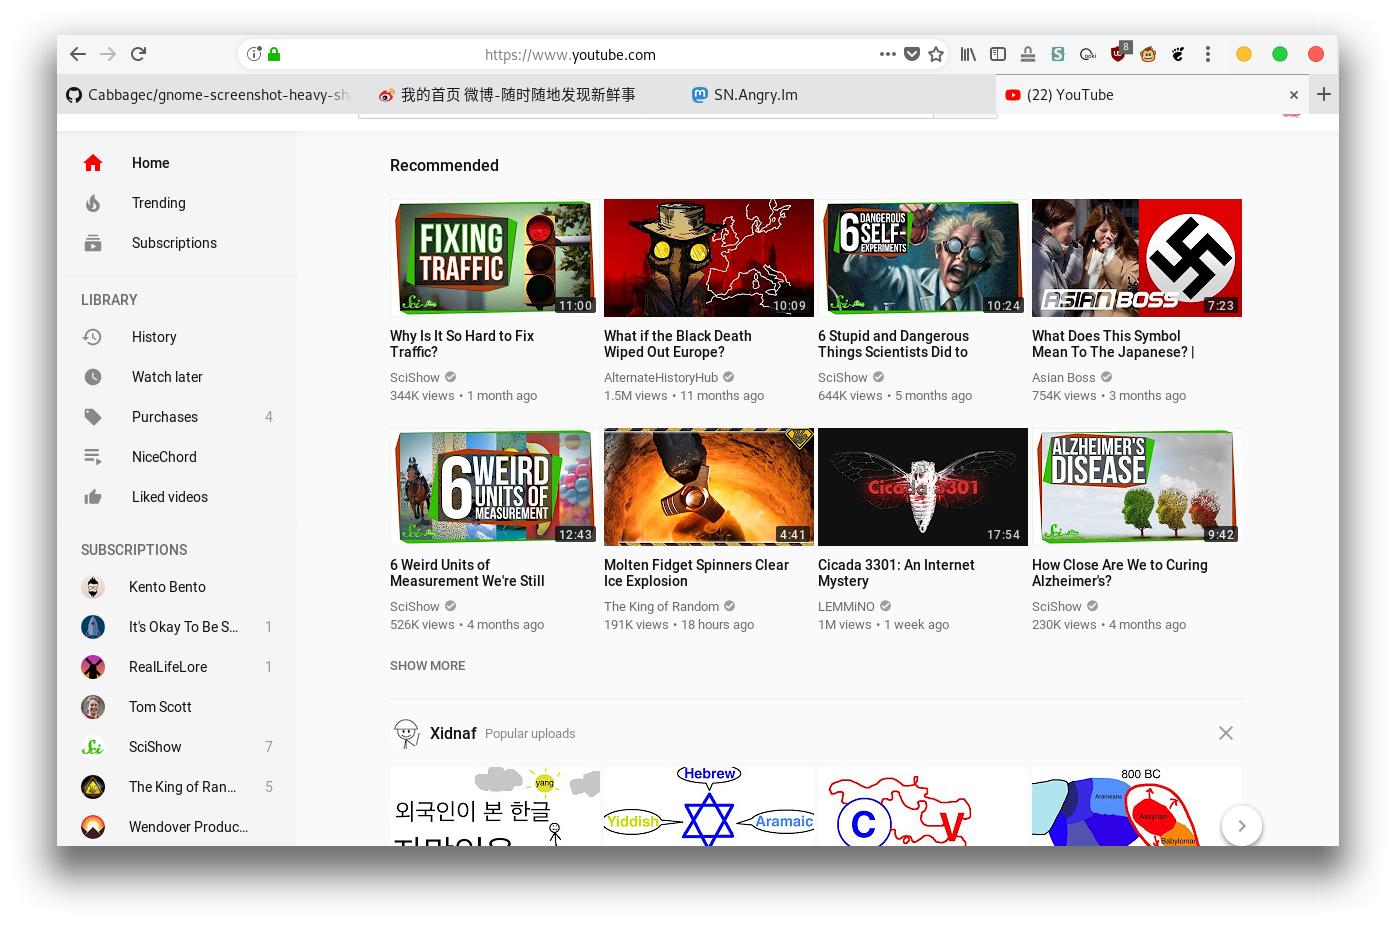 https://www.youtube.com
8
Cabbagec/gnome-screenshot-heavy-sha
我的首页 微博-随时随地发现新鲜事
SN.Angry.Im
(22) YouTube
Home
Trending
Subscriptions
LIBRARY
History
Watch later
Purchases 4
NiceChord
Liked videos
SUBSCRIPTIONS
Kento Bento
It's Okay To Be S... 1
RealLifeLore 1
Tom Scott
SciShow 7
The King of Ran... 5
Wendover Produc...
Recommended
FIXING
TRAFFIC
Sci
11:00
Why Is It So Hard to Fix
Traffic?
SciShow
344K views • 1 month ago
10:09
What if the Black Death
Wiped Out Europe?
AlternateHistoryHub
1.5M views • 11 months ago
6 DANGEROUS
SELF-
EXPERIMENTS
Sci
10:24
6 Stupid and Dangerous
Things Scientists Did to
SciShow
644K views • 5 months ago
ASIAN BOSS
7:23
What Does This Symbol
Mean To The Japanese? |
Asian Boss
754K views • 3 months ago
6 WEIRD
UNITS OF
MEASUREMENT
Sci
12:43
6 Weird Units of
Measurement We're Still
SciShow
526K views • 4 months ago
4:41
Molten Fidget Spinners Clear
Ice Explosion
The King of Random
191K views • 18 hours ago
Cicada 3301
17:54
Cicada 3301: An Internet
Mystery
LEMMiNO
1M views • 1 week ago
ALZHEIMER'S
DISEASE
Sci
9:42
How Close Are We to Curing
Alzheimer's?
SciShow
230K views • 4 months ago
SHOW MORE
Xidnaf Popular uploads
yang
외국인이 본 한글
Hebrew
Yiddish
Aramaic
C
V
800 BC
Arameans
Assyrian
Babylonian